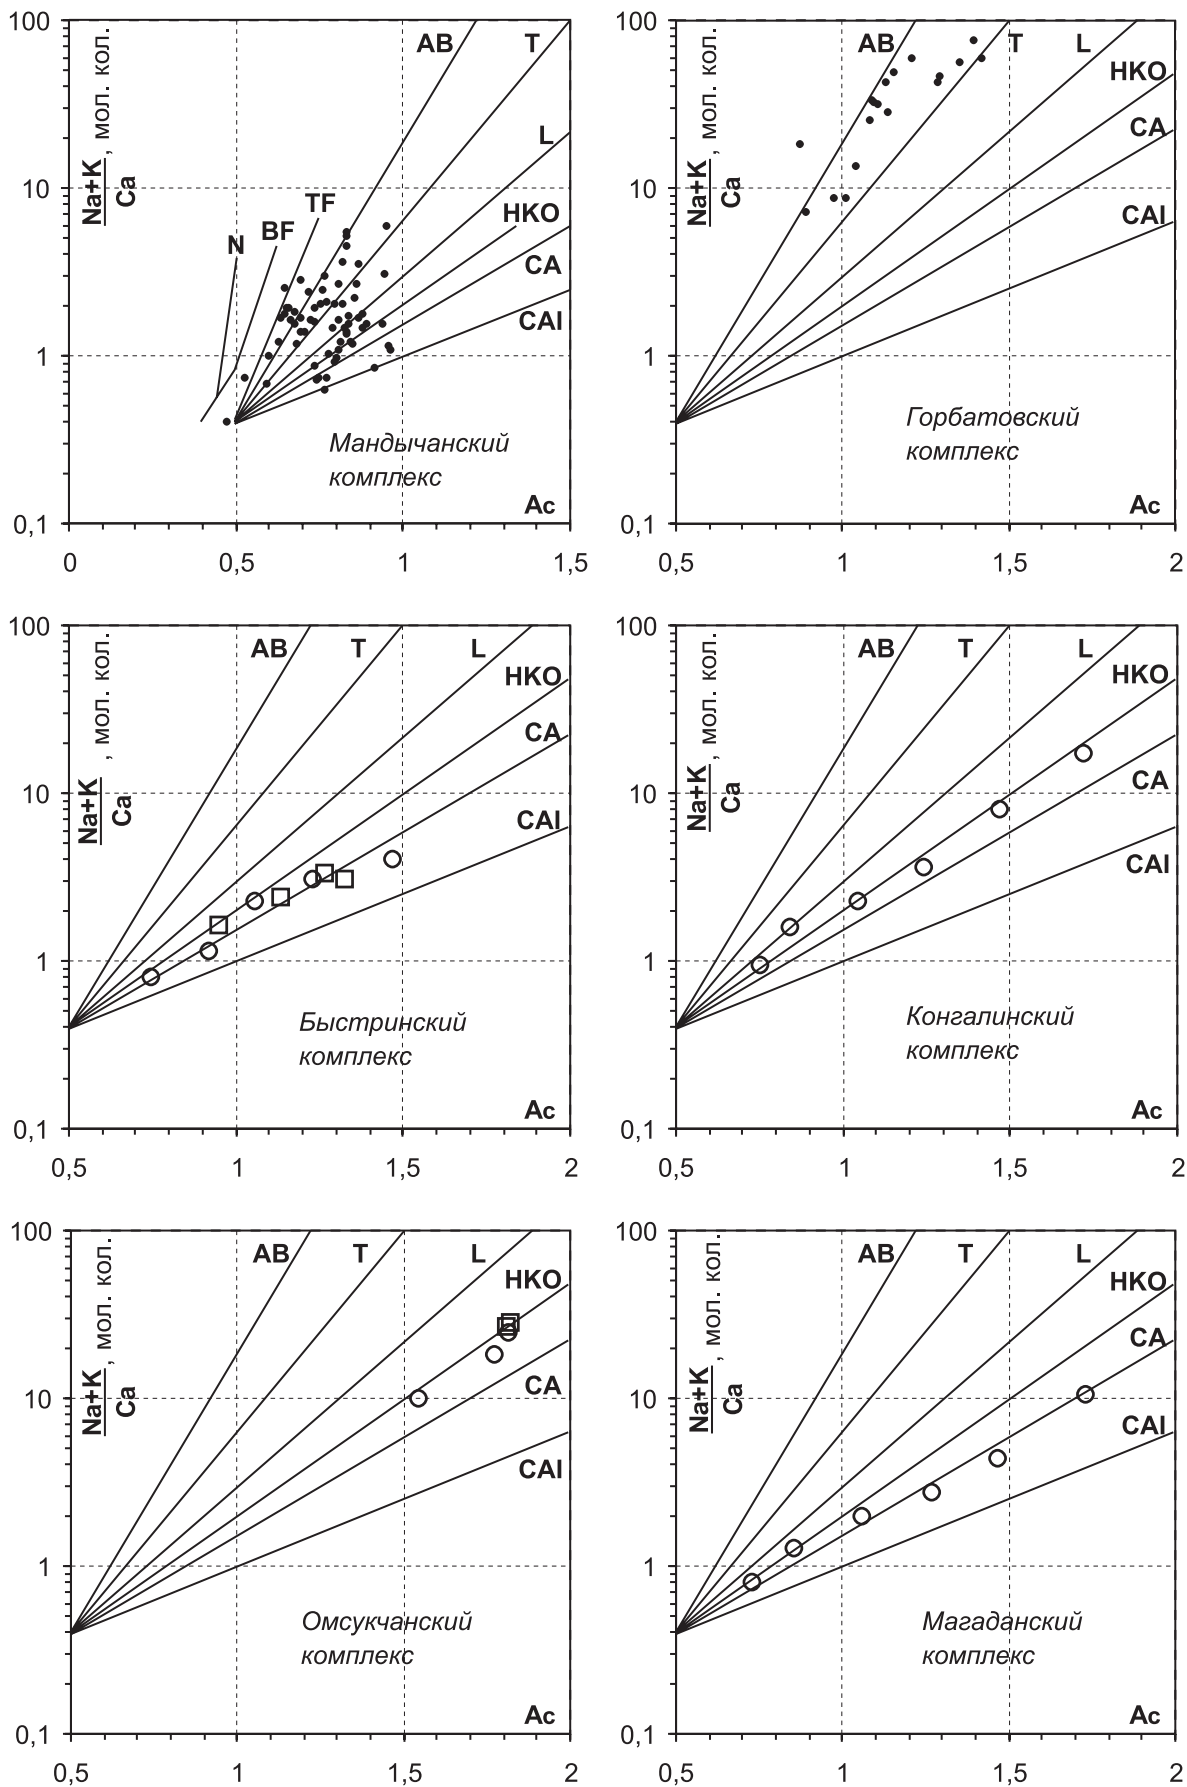 100
10
1
0,1
Na+K
Ca
, мол. кол.
AB
T
L
HKO
CA
CAI
N
BF
TF
Мандычанский
комплекс
Ac
0
0,5
1
1,5
100
10
1
0,1
Na+K
Ca
, мол. кол.
AB
T
L
HKO
CA
CAI
Горбатовский
комплекс
Ac
0,5
1
1,5
2
100
10
1
0,1
Na+K
Ca
, мол. кол.
AB
T
L
HKO
CA
CAI
Быстринский
комплекс
Ac
0,5
1
1,5
2
100
10
1
0,1
Na+K
Ca
, мол. кол.
AB
T
L
HKO
CA
CAI
Конгалинский
комплекс
Ac
0,5
1
1,5
2
100
10
1
0,1
Na+K
Ca
, мол. кол.
AB
T
L
HKO
CA
CAI
Омсукчанский
комплекс
Ac
0,5
1
1,5
2
100
10
1
0,1
Na+K
Ca
, мол. кол.
AB
T
L
HKO
CA
CAI
Магаданский
комплекс
Ac
0,5
1
1,5
2